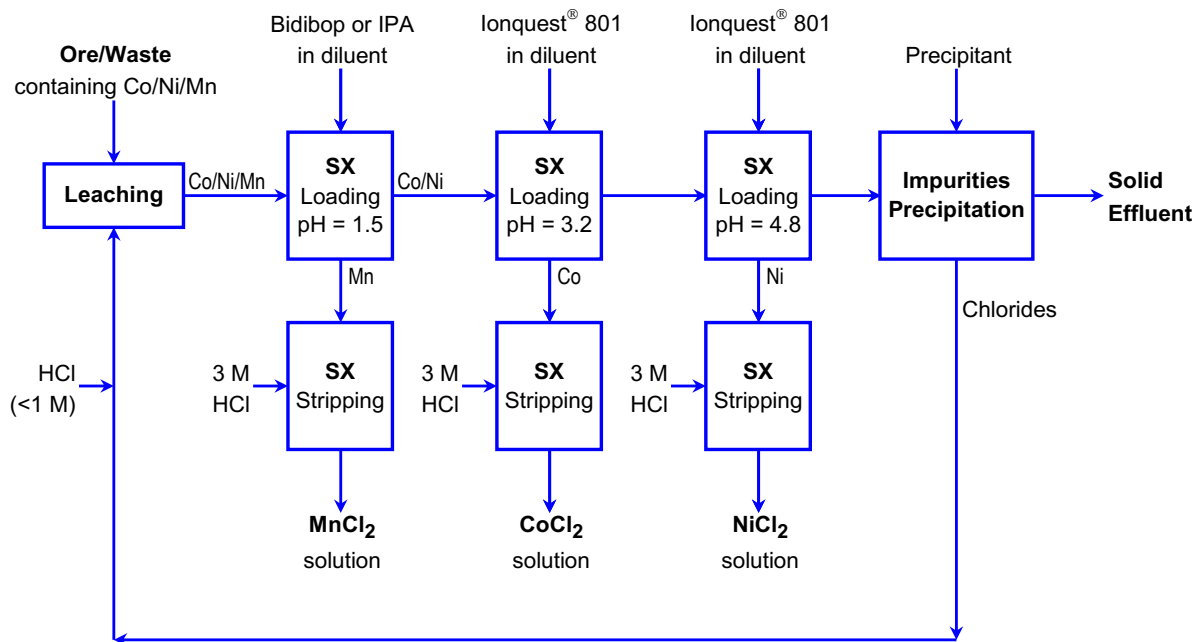 Bidibop or IPA
in diluent
Ionquest® 801
in diluent
Ionquest® 801
in diluent
Precipitant
Ore/Waste
containing Co/Ni/Mn
Leaching
Co/Ni/Mn
SX
Loading
pH = 1.5
Co/Ni
SX
Loading
pH = 3.2
SX
Loading
pH = 4.8
Impurities
Precipitation
Solid
Effluent
Mn
Co
Ni
Chlorides
HCl
(<1 M)
3 M
HCl
SX
Stripping
3 M
HCl
SX
Stripping
3 M
HCl
SX
Stripping
MnCl₂
solution
CoCl₂
solution
NiCl₂
solution